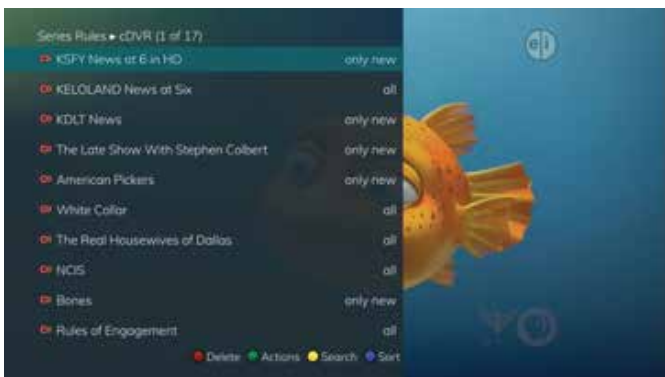 Series Rules ▸ cDVR (1 of 17)
KSFY News at 6 in HD only new
KELOLAND News at Six all
KDLT News only new
The Late Show With Stephen Colbert only new
American Pickers only new
White Collar all
The Real Housewives of Dallas all
NCIS all
Bones only new
Rules of Engagement all
Delete Actions Search Sort
e i